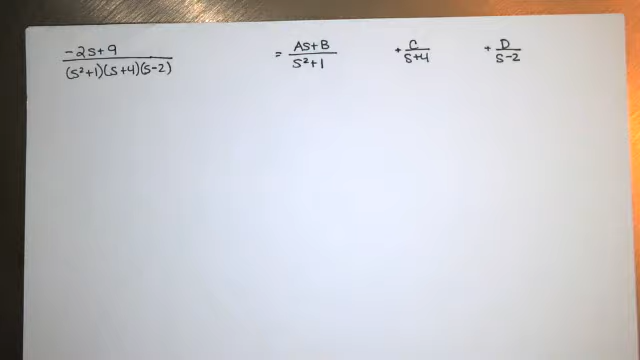 -2s+9 / (s²+1)(s+4)(s-2) = As+B / s²+1 + C / s+4 + D / s-2